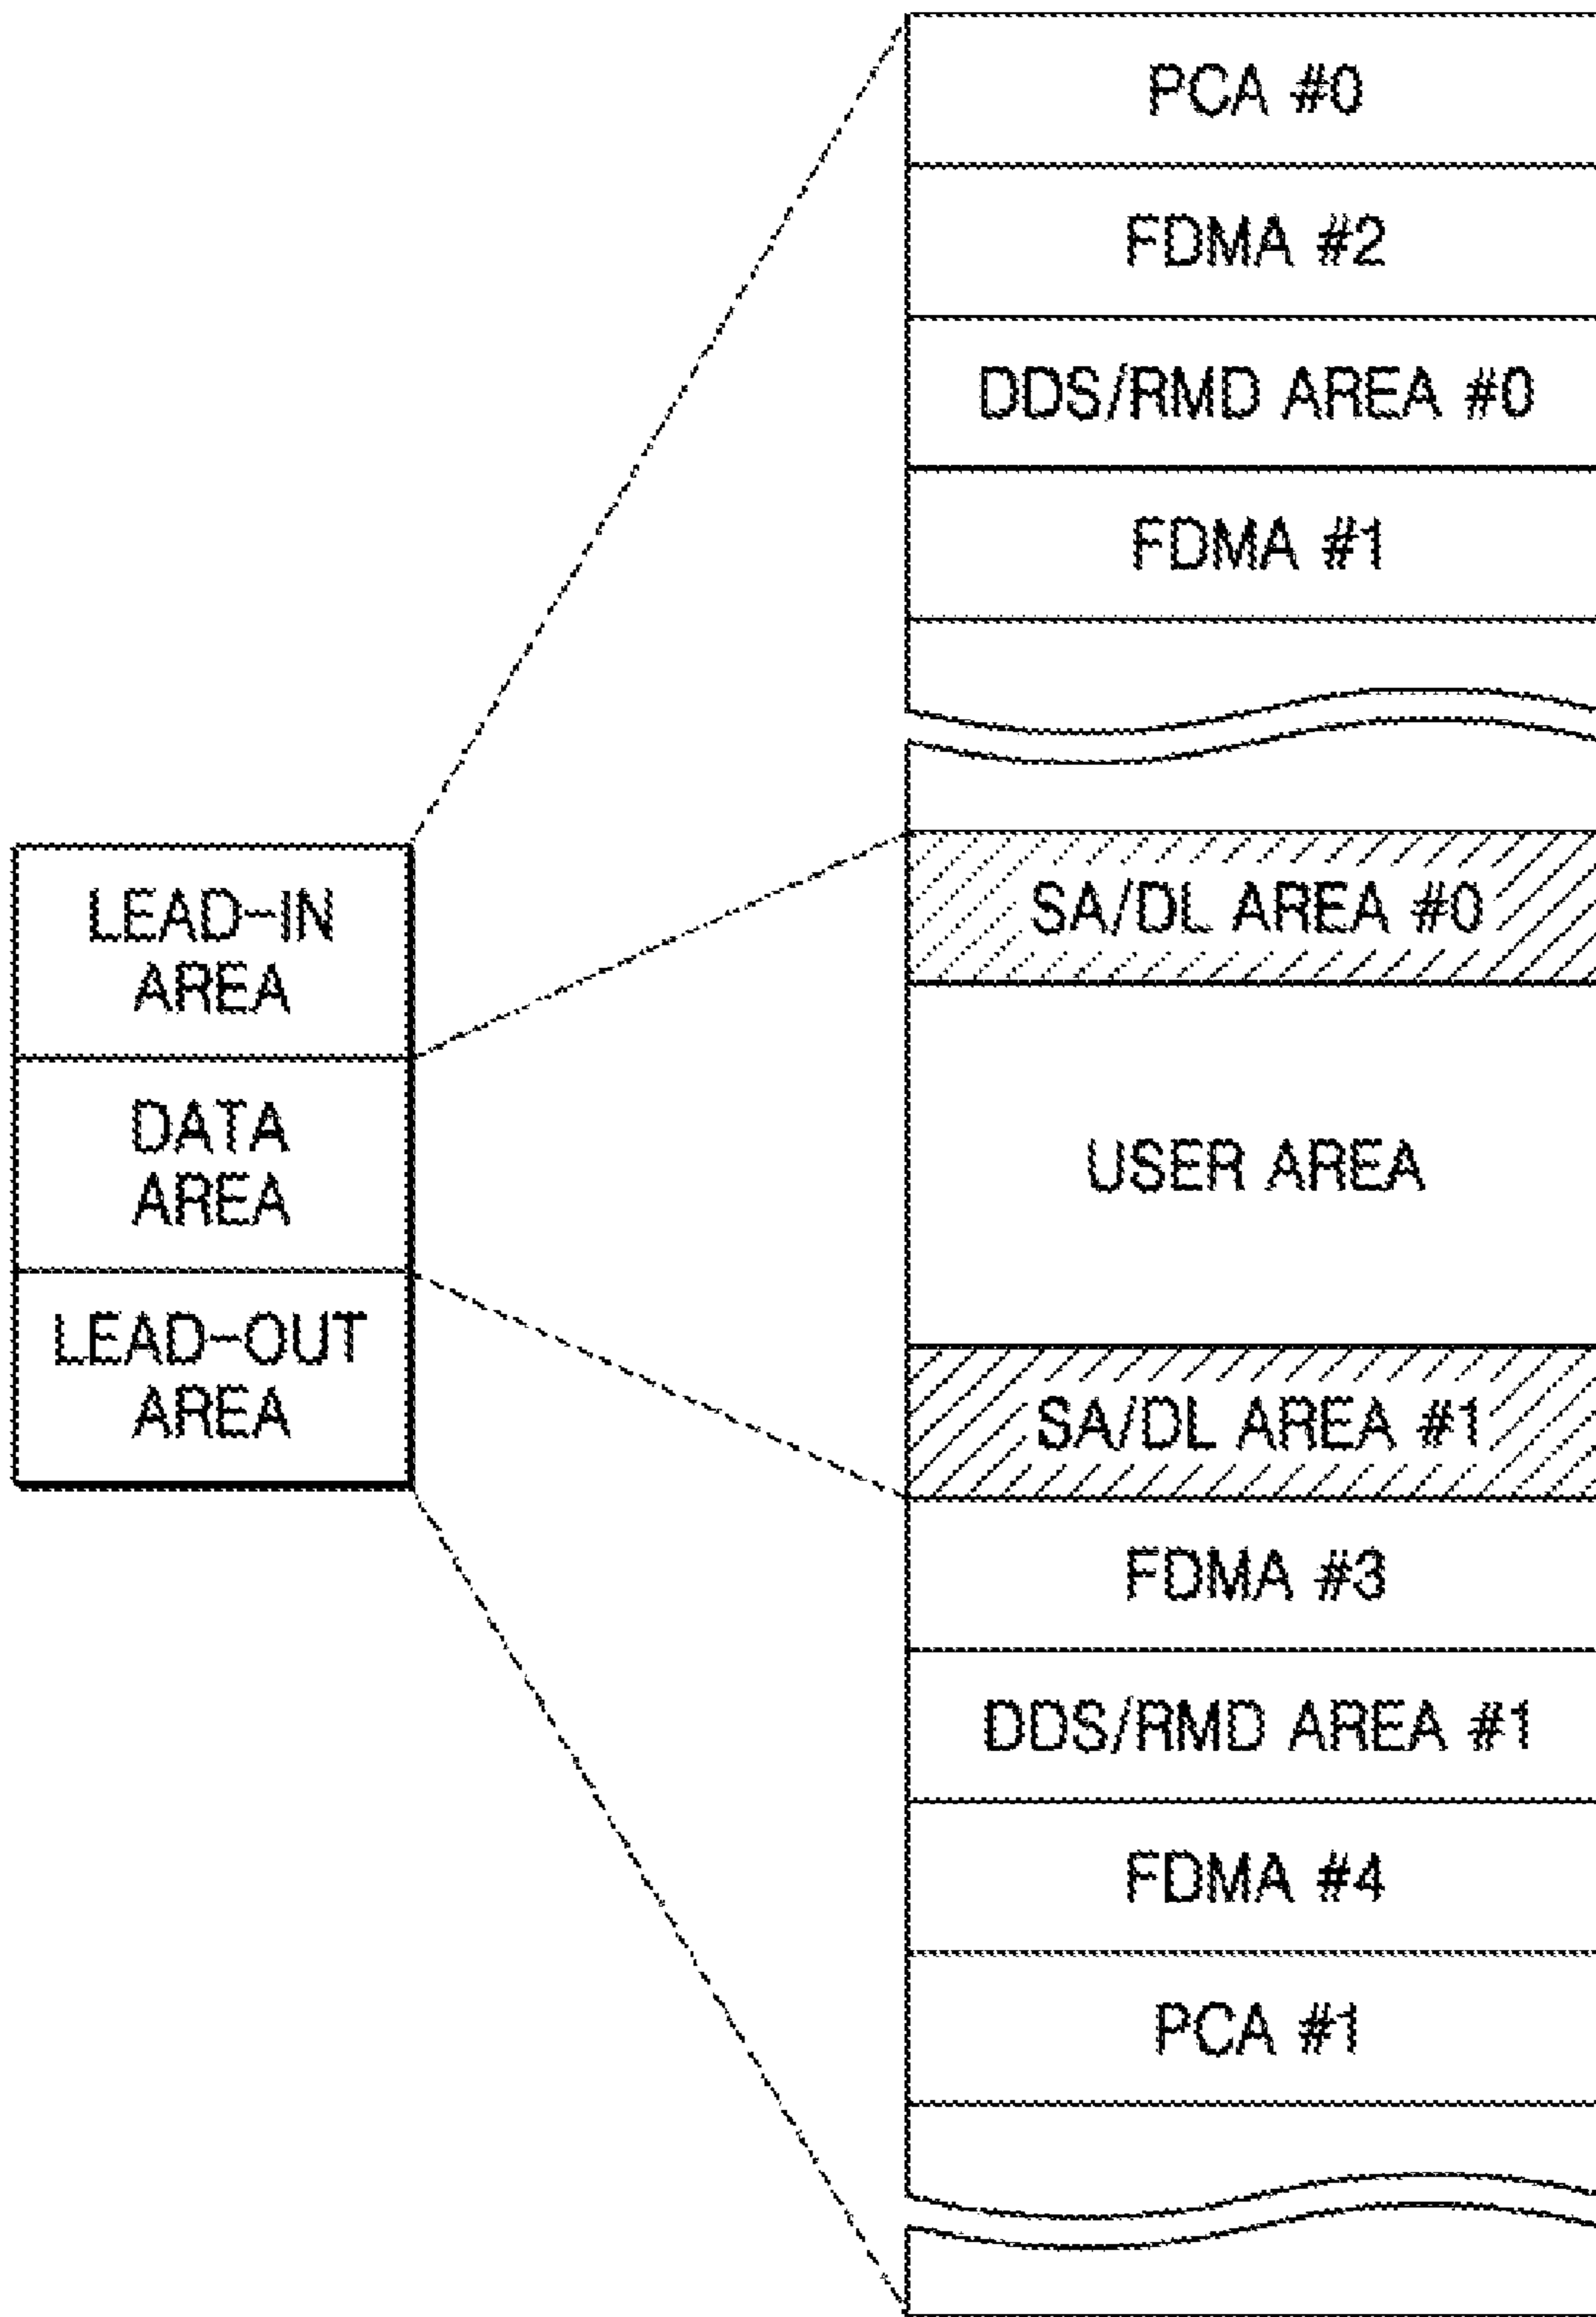 PCA #0
FDMA #2
DDS/RMD AREA #0
FDMA #1
SA/DL AREA #0
USER AREA
SA/DL AREA #1
FDMA #3
DDS/RMD AREA #1
FDMA #4
PCA #1
LEAD-IN
AREA
DATA
AREA
LEAD-OUT
AREA